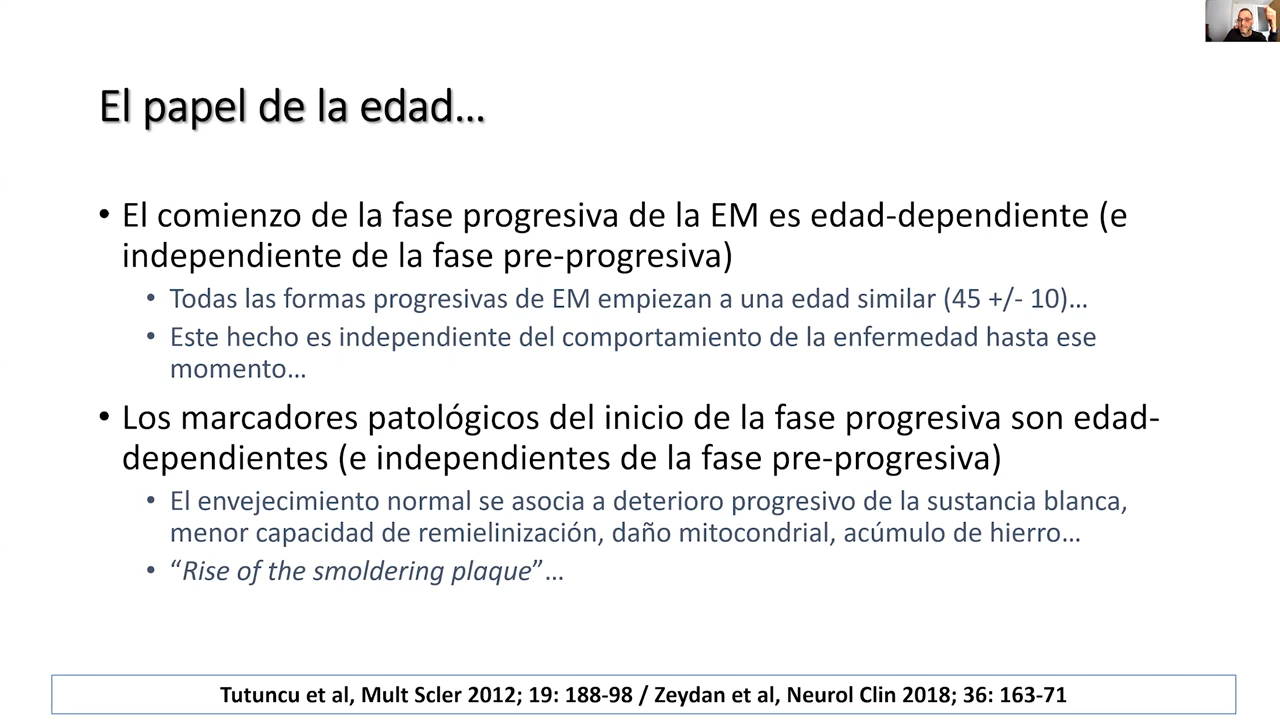 El papel de la edad...
• El comienzo de la fase progresiva de la EM es edad-dependiente (e
independiente de la fase pre-progresiva)
• Todas las formas progresivas de EM empiezan a una edad similar (45 +/- 10)...
• Este hecho es independiente del comportamiento de la enfermedad hasta ese
momento...
• Los marcadores patológicos del inicio de la fase progresiva son edad-
dependientes (e independientes de la fase pre-progresiva)
• El envejecimiento normal se asocia a deterioro progresivo de la sustancia blanca,
menor capacidad de remielinización, daño mitocondrial, acúmulo de hierro...
• “Rise of the smoldering plaque”...
Tutuncu et al, Mult Scler 2012; 19: 188-98 / Zeydan et al, Neurol Clin 2018; 36: 163-71